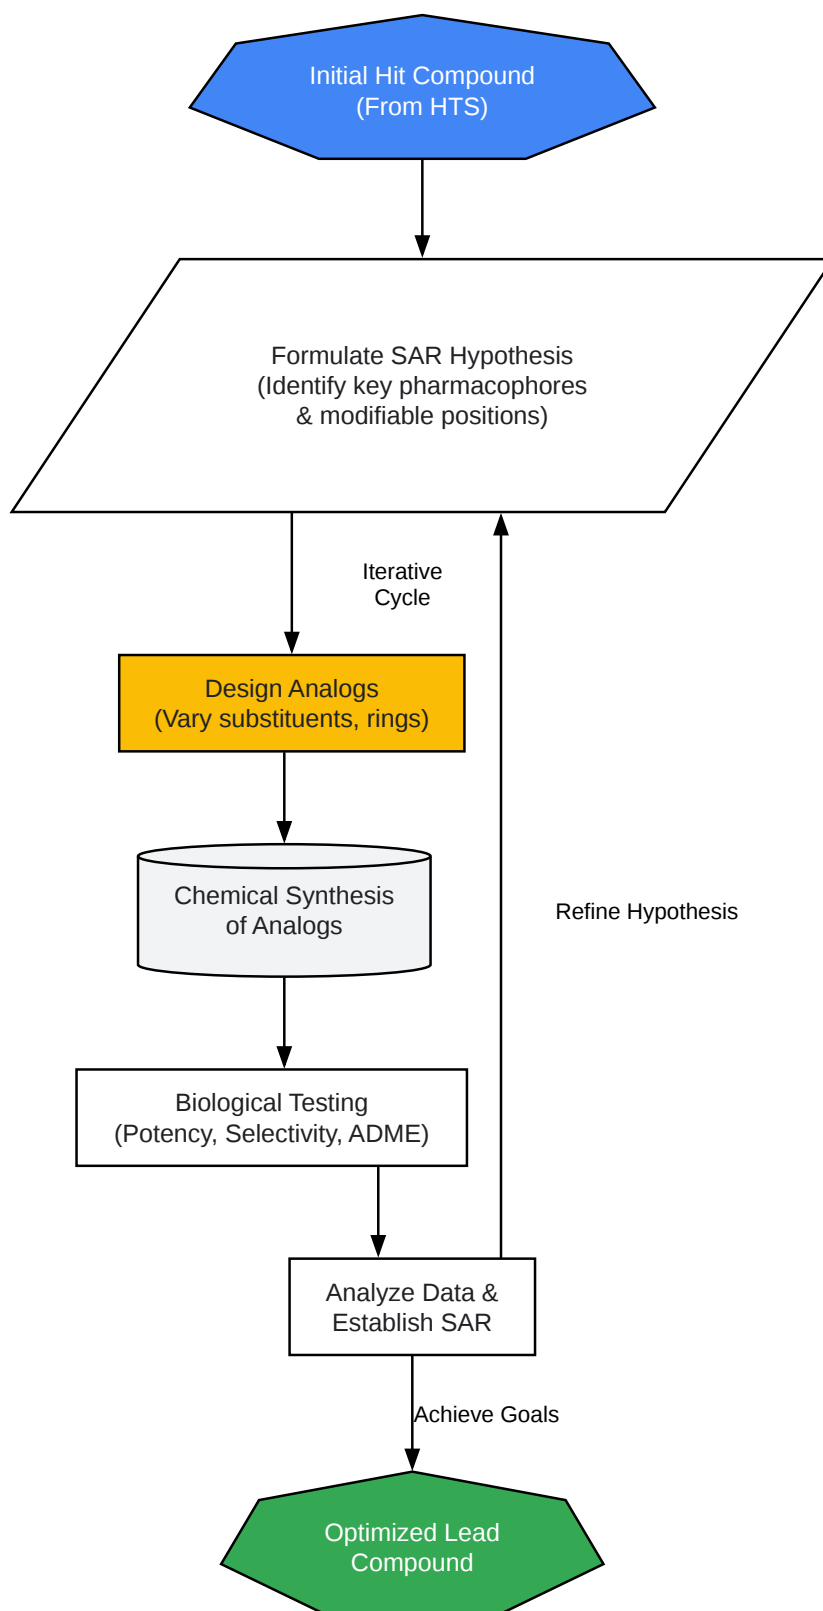 Initial Hit Compound
(From HTS)
Formulate SAR Hypothesis
(Identify key pharmacophores
& modifiable positions)
Iterative
Cycle
Design Analogs
(Vary substituents, rings)
Chemical Synthesis
of Analogs
Refine Hypothesis
Biological Testing
(Potency, Selectivity, ADME)
Analyze Data &
Establish SAR
Achieve Goals
Optimized Lead
Compound